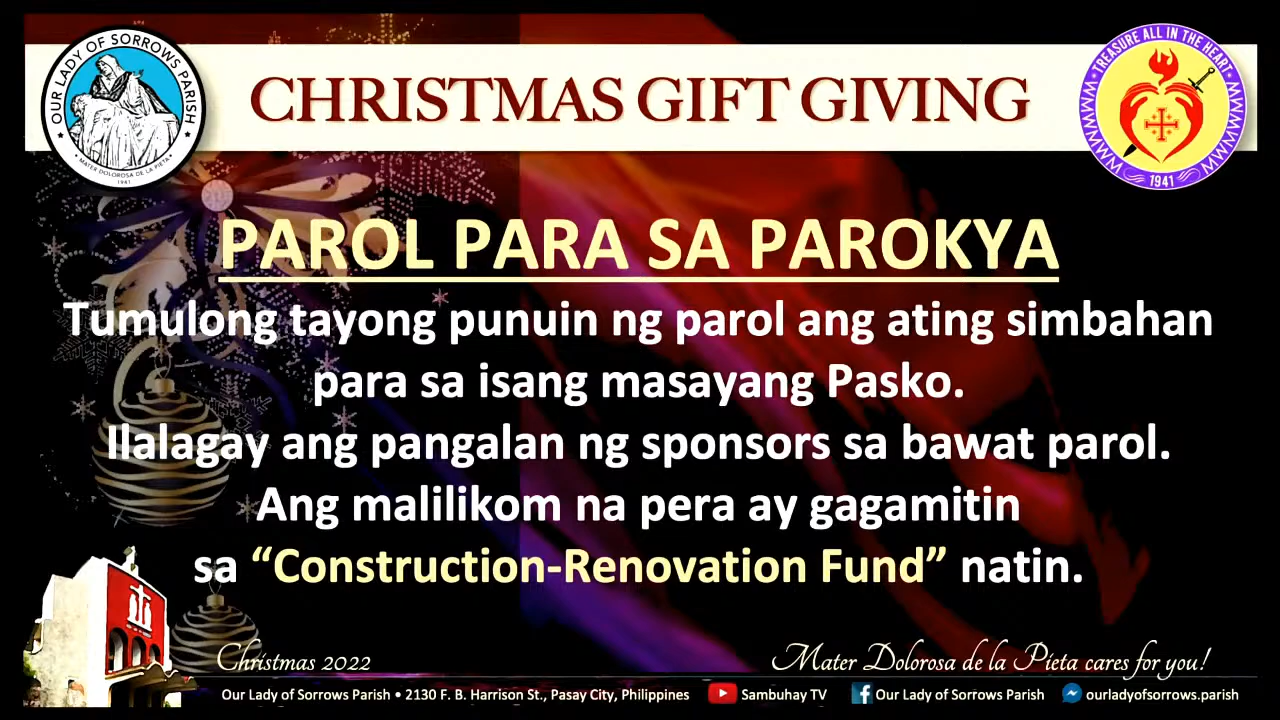 OUR LADY OF SORROWS PARISH
MATER DOLOROSA DE LA PIETA
1941
CHRISTMAS GIFT GIVING
TREASURE ALL IN THE HEART
1941
PAROL PARA SA PAROKYA
Tumulong tayong punuin ng parol ang ating simbahan
para sa isang masayang Pasko.
Ilalagay ang pangalan ng sponsors sa bawat parol.
Ang malilikom na pera ay gagamitin
sa “Construction-Renovation Fund” natin.
Christmas 2022
Mater Dolorosa de la Pieta cares for you!
Our Lady of Sorrows Parish • 2130 F. B. Harrison St., Pasay City, Philippines
Sambuhay TV
Our Lady of Sorrows Parish
ourladyofsorrows.parish